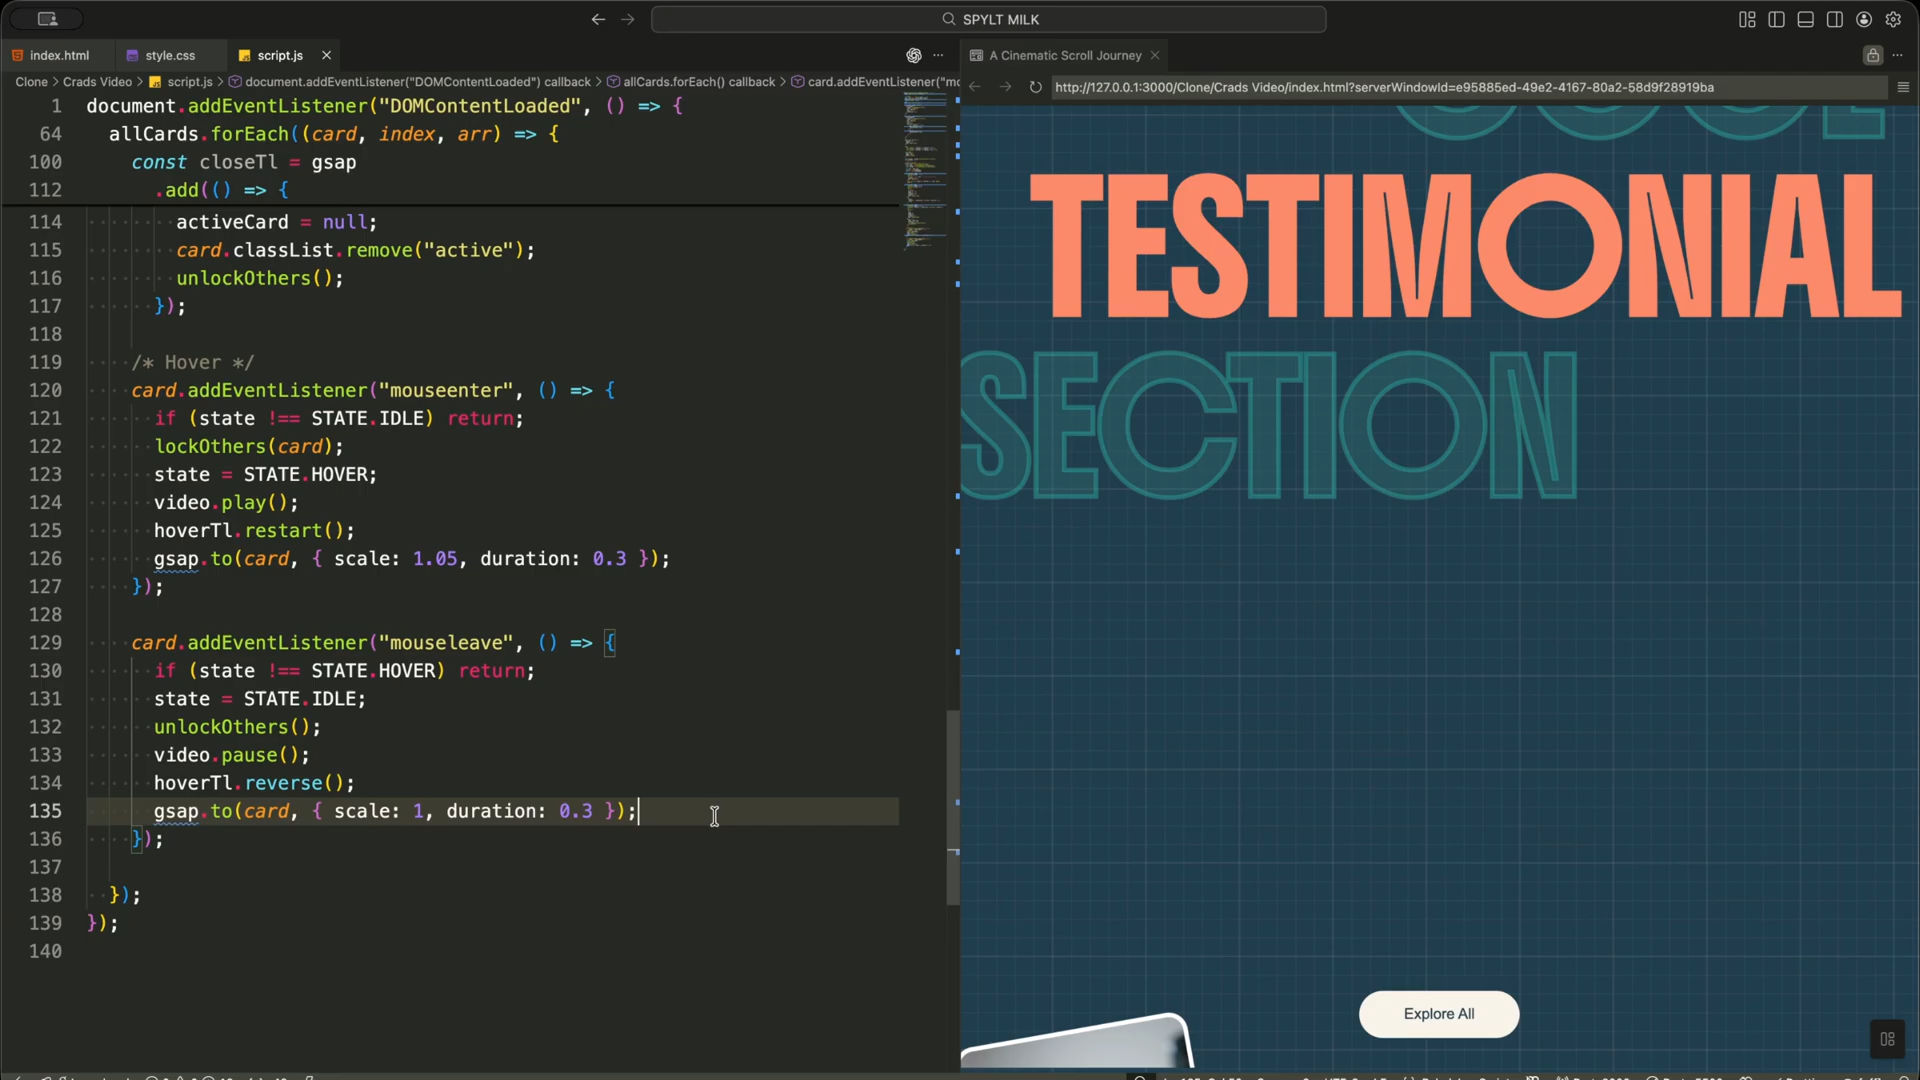 SPYLT MILK
index.html
style.css
script.js
A Cinematic Scroll Journey
Clone > Crads Video > script.js > document.addEventListener("DOMContentLoaded") callback > allCards.forEach() callback > card.addEventListener("mo
http://127.0.0.1:3000/Clone/Crads Video/index.html?serverWindowId=e95885ed-49e2-4167-80a2-58d9f28919ba
1 document.addEventListener("DOMContentLoaded", () => {
64 allCards.forEach((card, index, arr) => {
100 const closeTl = gsap
112 .add(() => {
114 activeCard = null;
115 card.classList.remove("active");
116 unlockOthers();
117 });
118
119 /* Hover */
120 card.addEventListener("mouseenter", () => {
121 if (state !== STATE.IDLE) return;
122 lockOthers(card);
123 state = STATE.HOVER;
124 video.play();
125 hoverTl.restart();
126 gsap.to(card, { scale: 1.05, duration: 0.3 });
127 });
128
129 card.addEventListener("mouseleave", () => {
130 if (state !== STATE.HOVER) return;
131 state = STATE.IDLE;
132 unlockOthers();
133 video.pause();
134 hoverTl.reverse();
135 gsap.to(card, { scale: 1, duration: 0.3 });
136 });
137
138 });
139 });
140
TESTIMONIAL
SECTION
Explore All